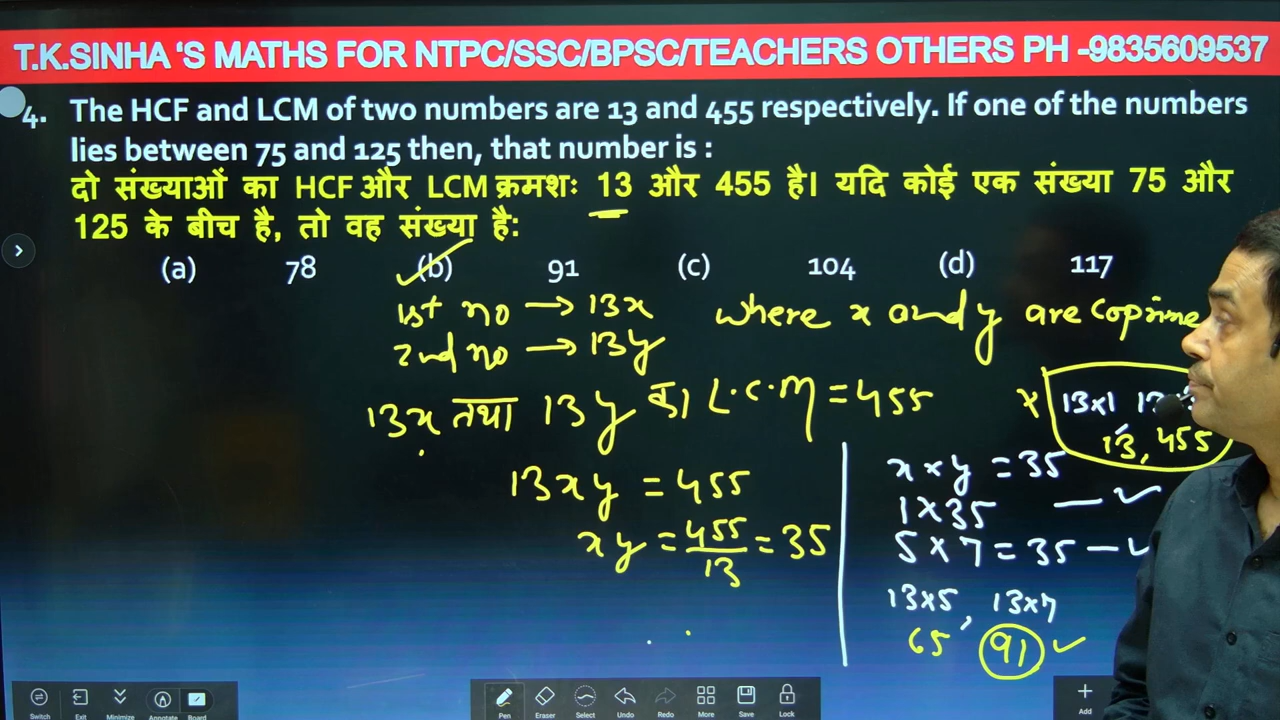 T.K.SINHA ‘S MATHS FOR NTPC/SSC/BPSC/TEACHERS OTHERS PH -9835609537
4. The HCF and LCM of two numbers are 13 and 455 respectively. If one of the numbers
lies between 75 and 125 then, that number is :
दो संख्याओं का HCF और LCM क्रमशः 13 और 455 है। यदि कोई एक संख्या 75 और
125 के बीच है, तो वह संख्या है:
(a) 78 (b) 91 (c) 104 (d) 117
1st no → 13x where x and y are coprime
2nd no → 13y
13x तथा 13y का L.C.M = 455
x 13x1
13, 455
13xy = 455
xy = 455/13 = 35
x × y = 35
1 × 35 — ✓
5 × 7 = 35 — ✓
13×5, 13×7
65 91 ✓
Switch Exit Minimize Annotate Board Pen Eraser Select Undo Redo More Save Lock Add